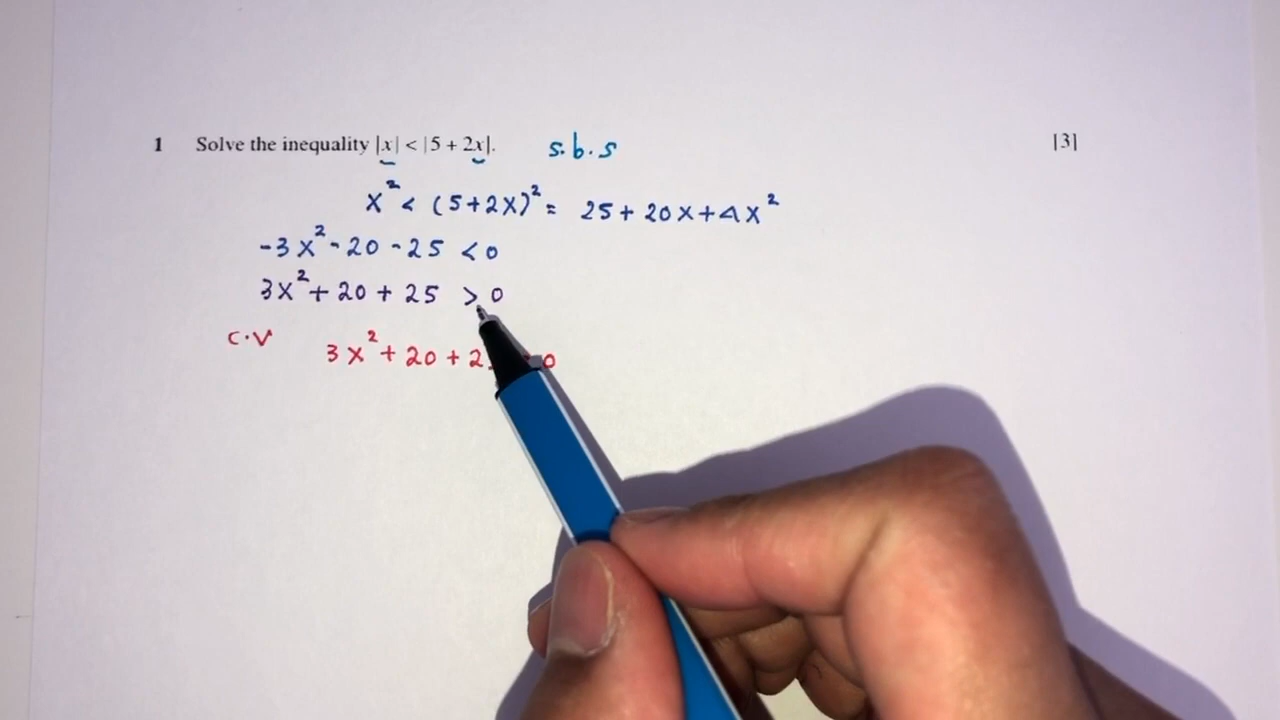 1 Solve the inequality |x| < |5 + 2x|. s.b.s [3]
x² < (5+2x)² = 25 + 20x + 4x²
-3x² - 20 - 25 < 0
3x² + 20 + 25 > 0
C.V 3x² + 20 + 2 0